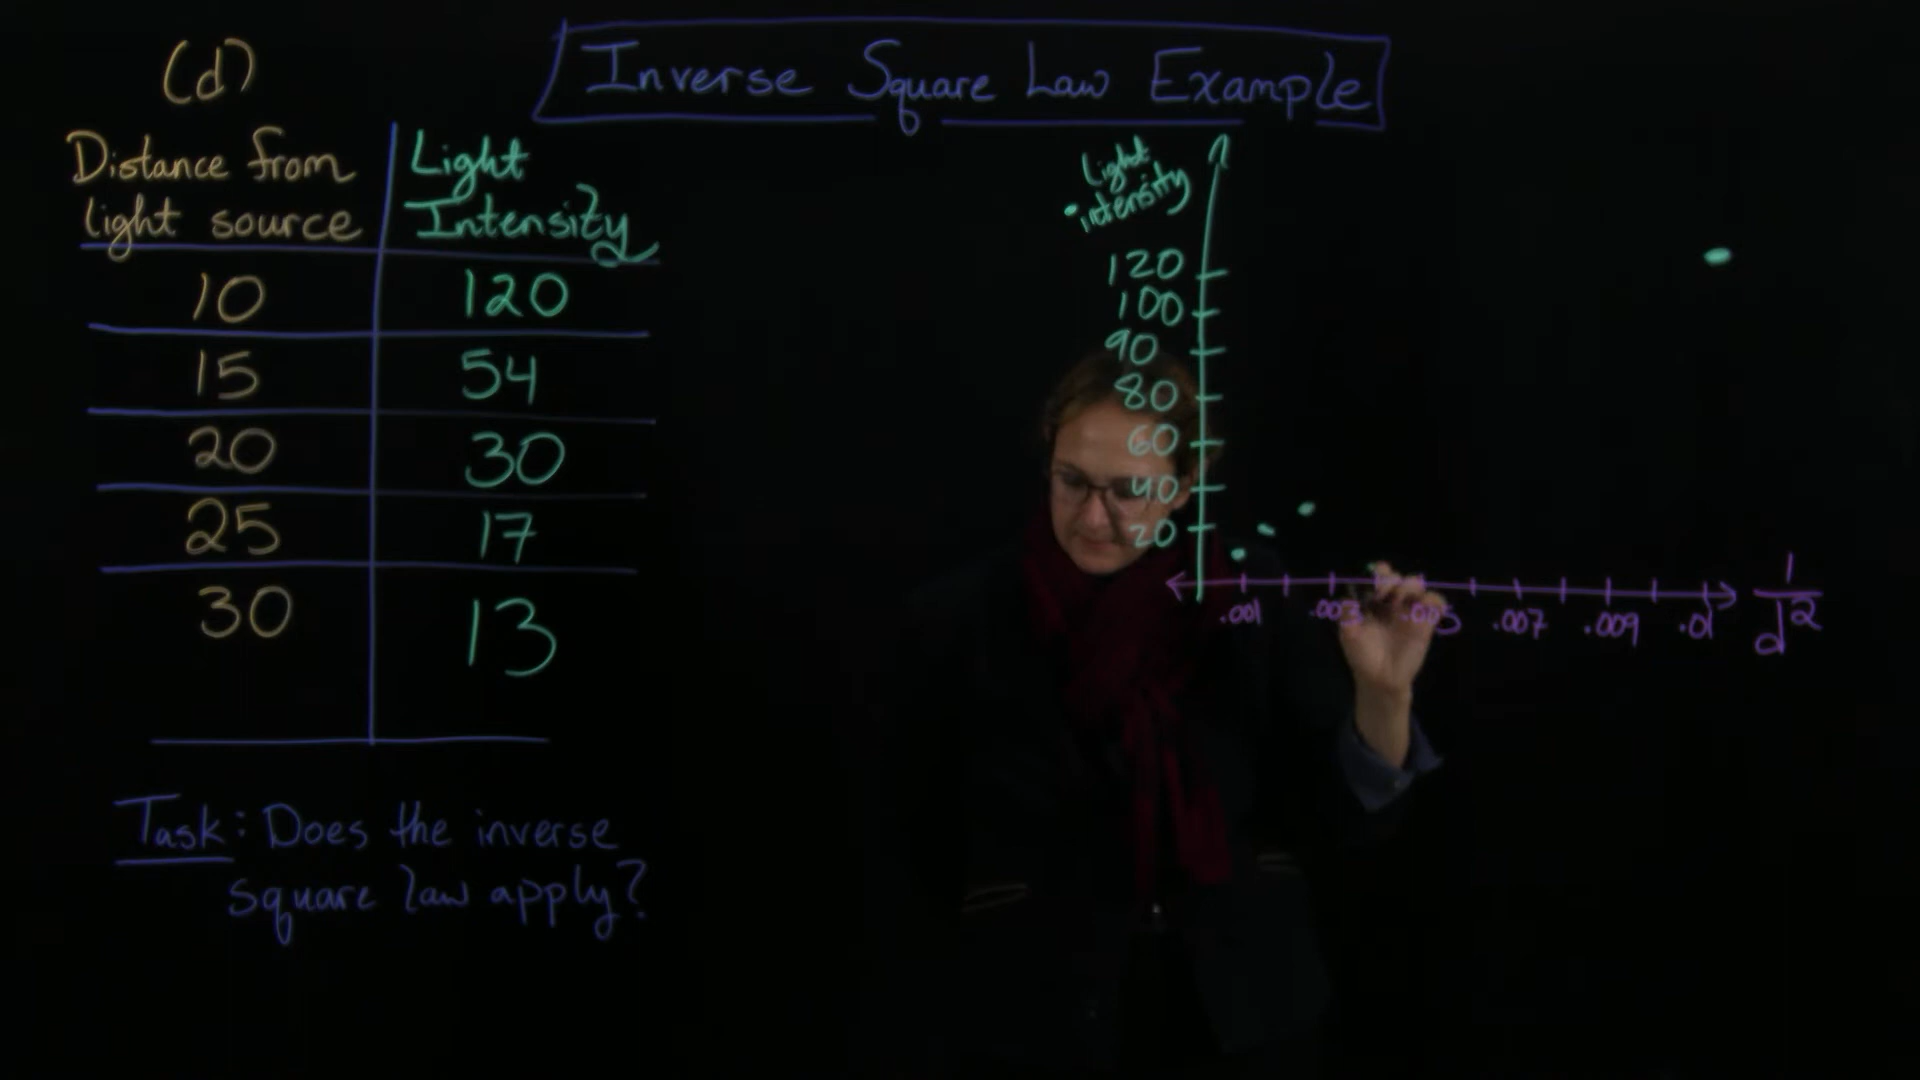 Inverse Square Law Example
(d)
Distance from
light source
Light
Intensity
10 120
15 54
20 30
25 17
30 13
Task: Does the inverse
square law apply?
Light
intensity
120
100
90
80
60
40
20
.001 .003 .005 .007 .009 .01
1
d²